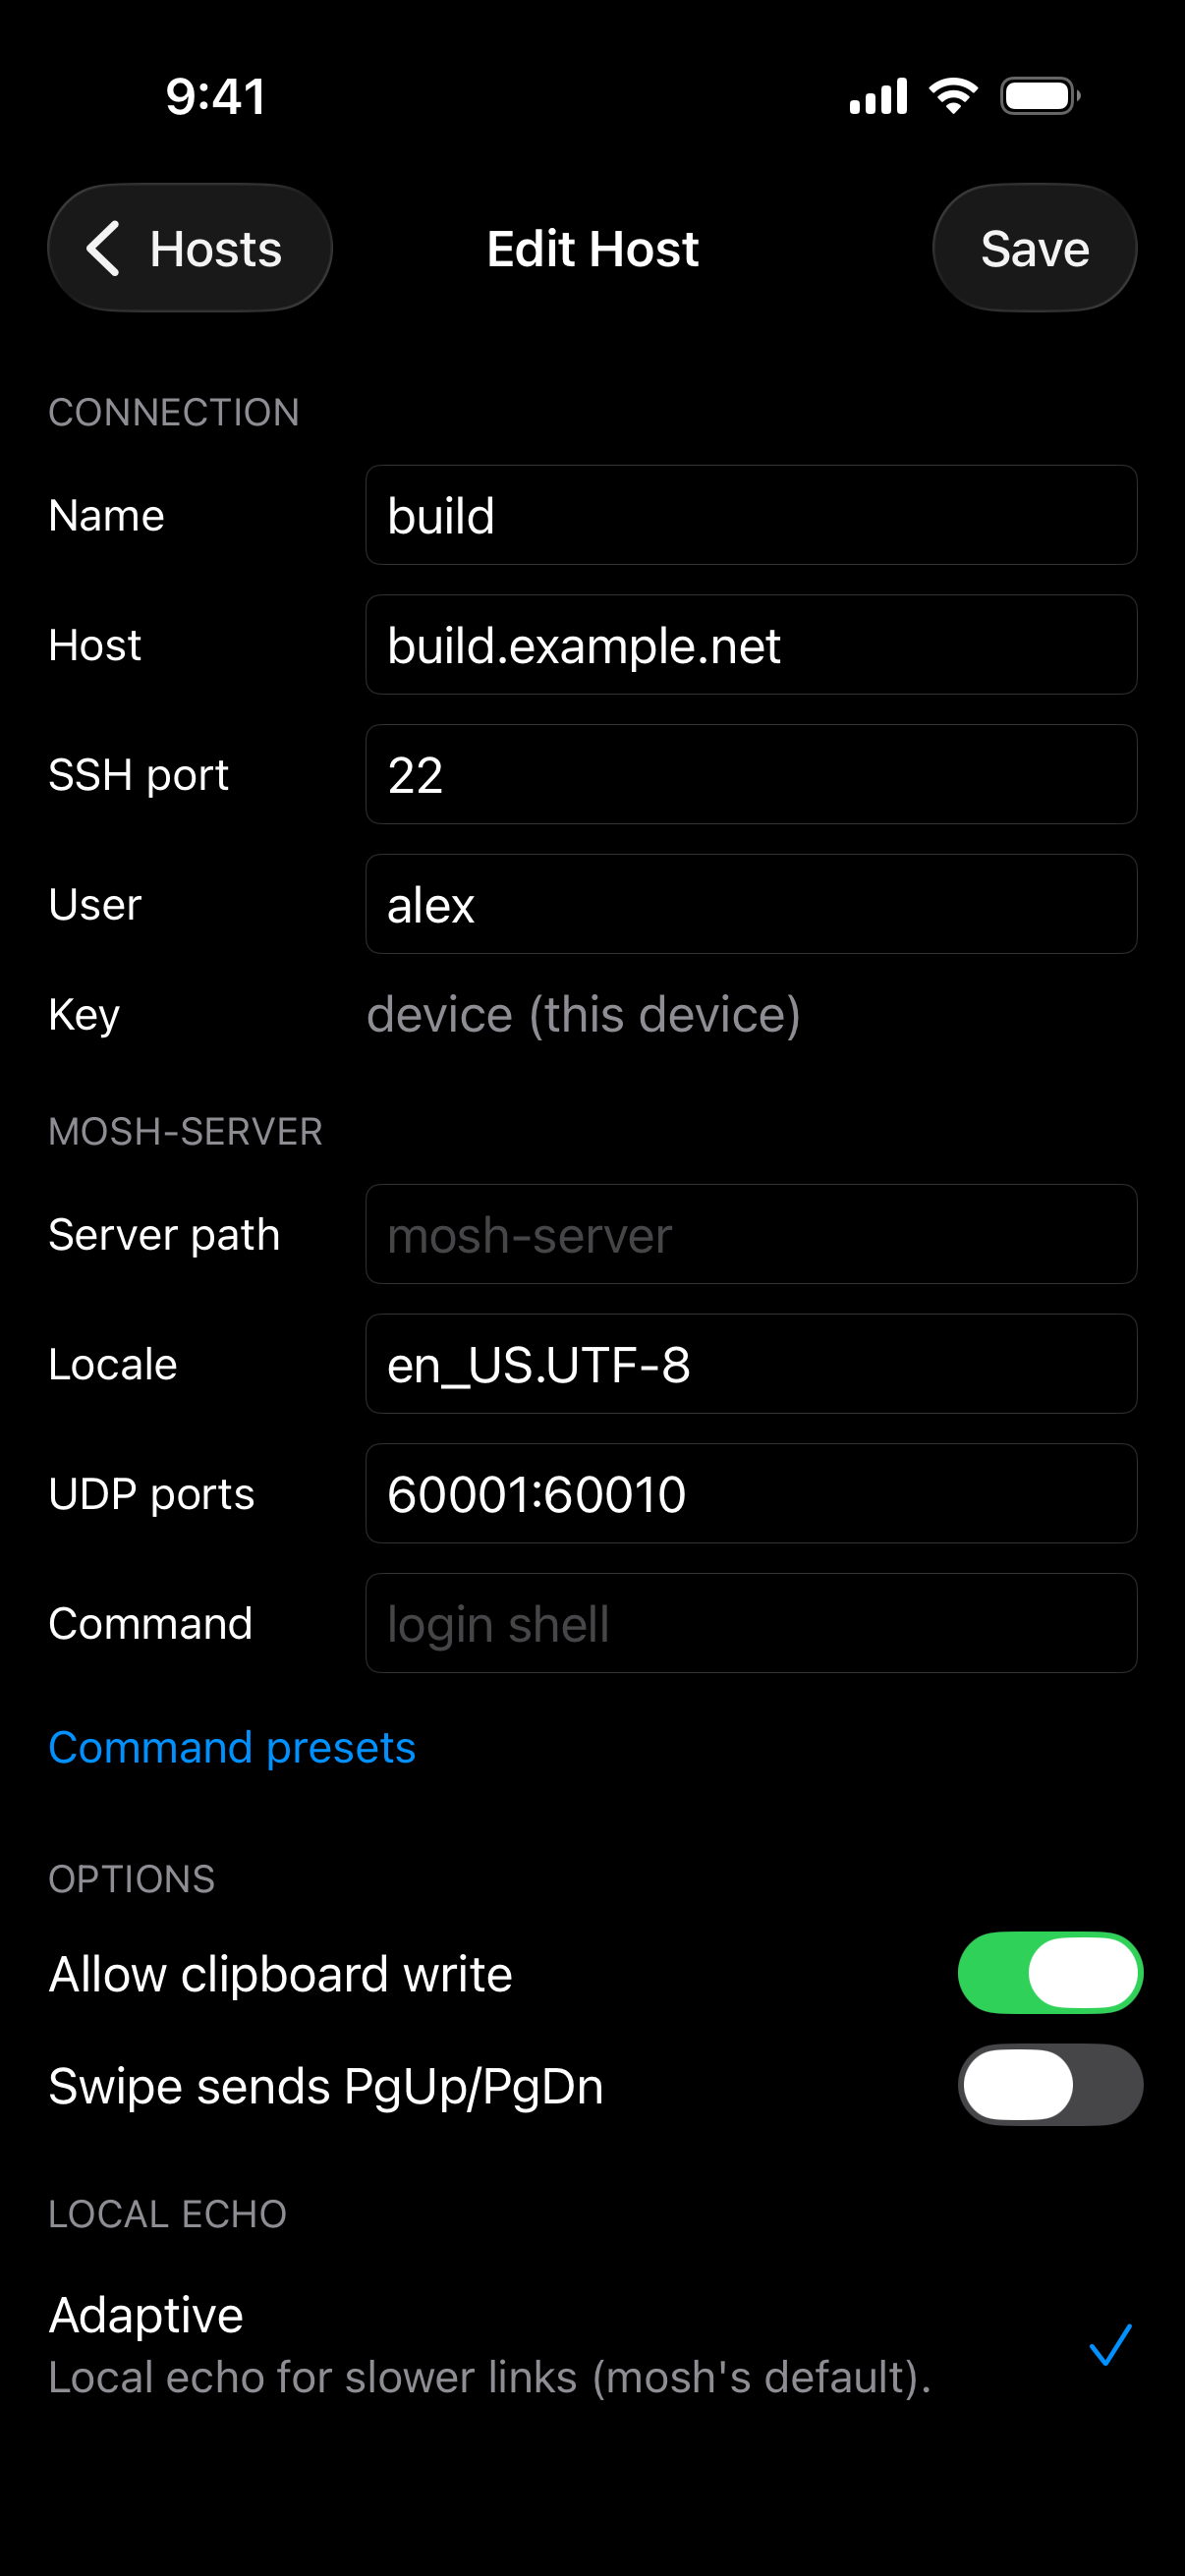 9:41
Hosts
Edit Host
Save
CONNECTION
Name
build
Host
build.example.net
SSH port
22
User
alex
Key
device (this device)
MOSH-SERVER
Server path
mosh-server
Locale
en_US.UTF-8
UDP ports
60001:60010
Command
login shell
Command presets
OPTIONS
Allow clipboard write
Swipe sends PgUp/PgDn
LOCAL ECHO
Adaptive
Local echo for slower links (mosh's default).